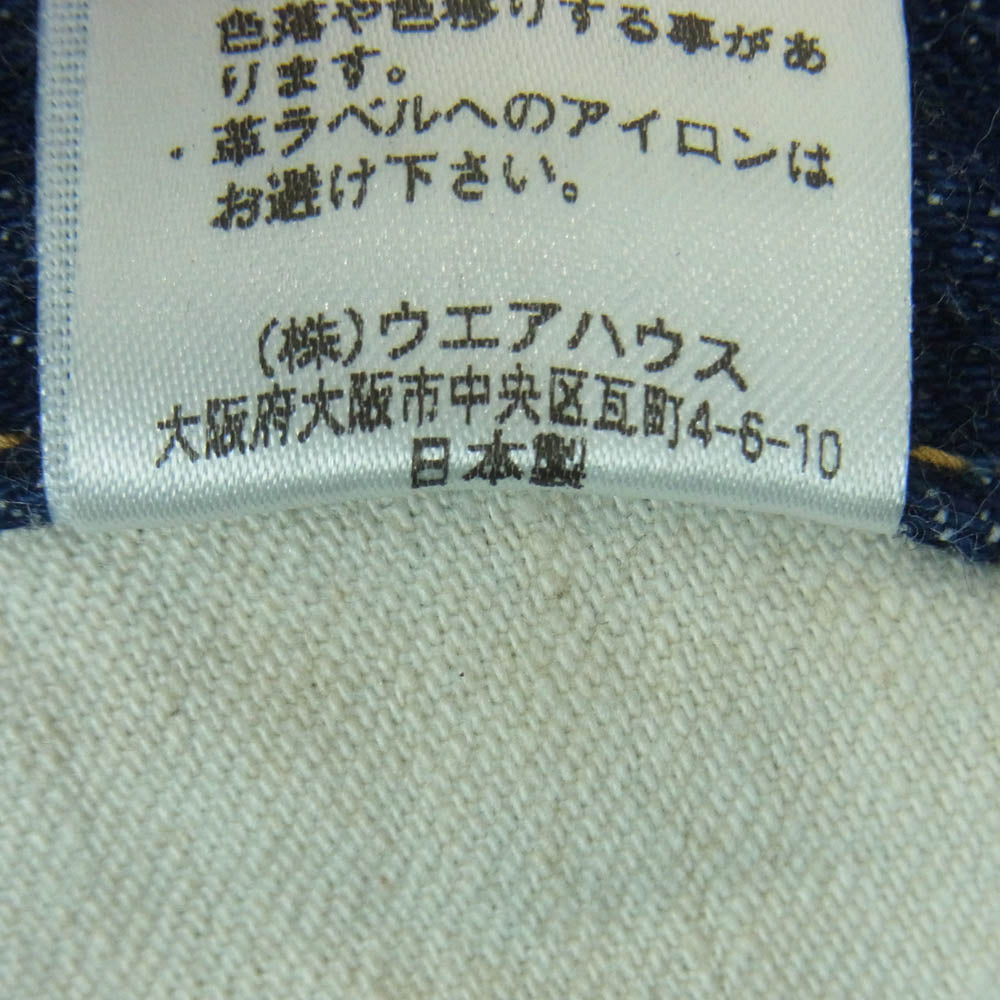 色落や色移りする事があ
ります。
・革ラベルへのアイロンは
お避け下さい。
(株)ウエアハウス
大阪府大阪市中央区瓦町4-6-10
日本製